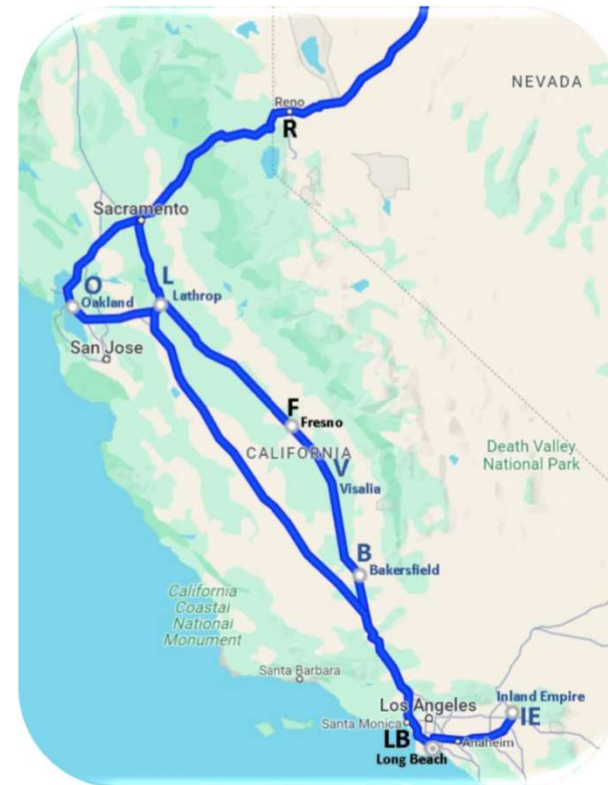 NEVADA
Reno
R
Sacramento
O
Oakland
L
Lathrop
San Jose
F
Fresno
CALIFORNIA
V
Visalia
Death Valley
National Park
B
Bakersfield
California
Coastal
National
Monument
Santa Barbara
Inland Empire
IE
Los Angeles
Santa Monica
LB
Anaheim
Long Beach